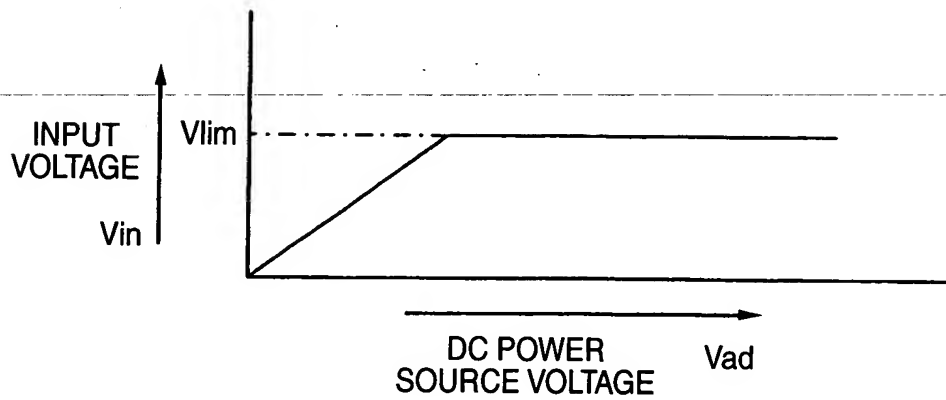 INPUT
VOLTAGE
Vlim
Vin
DC POWER
SOURCE VOLTAGE
Vad